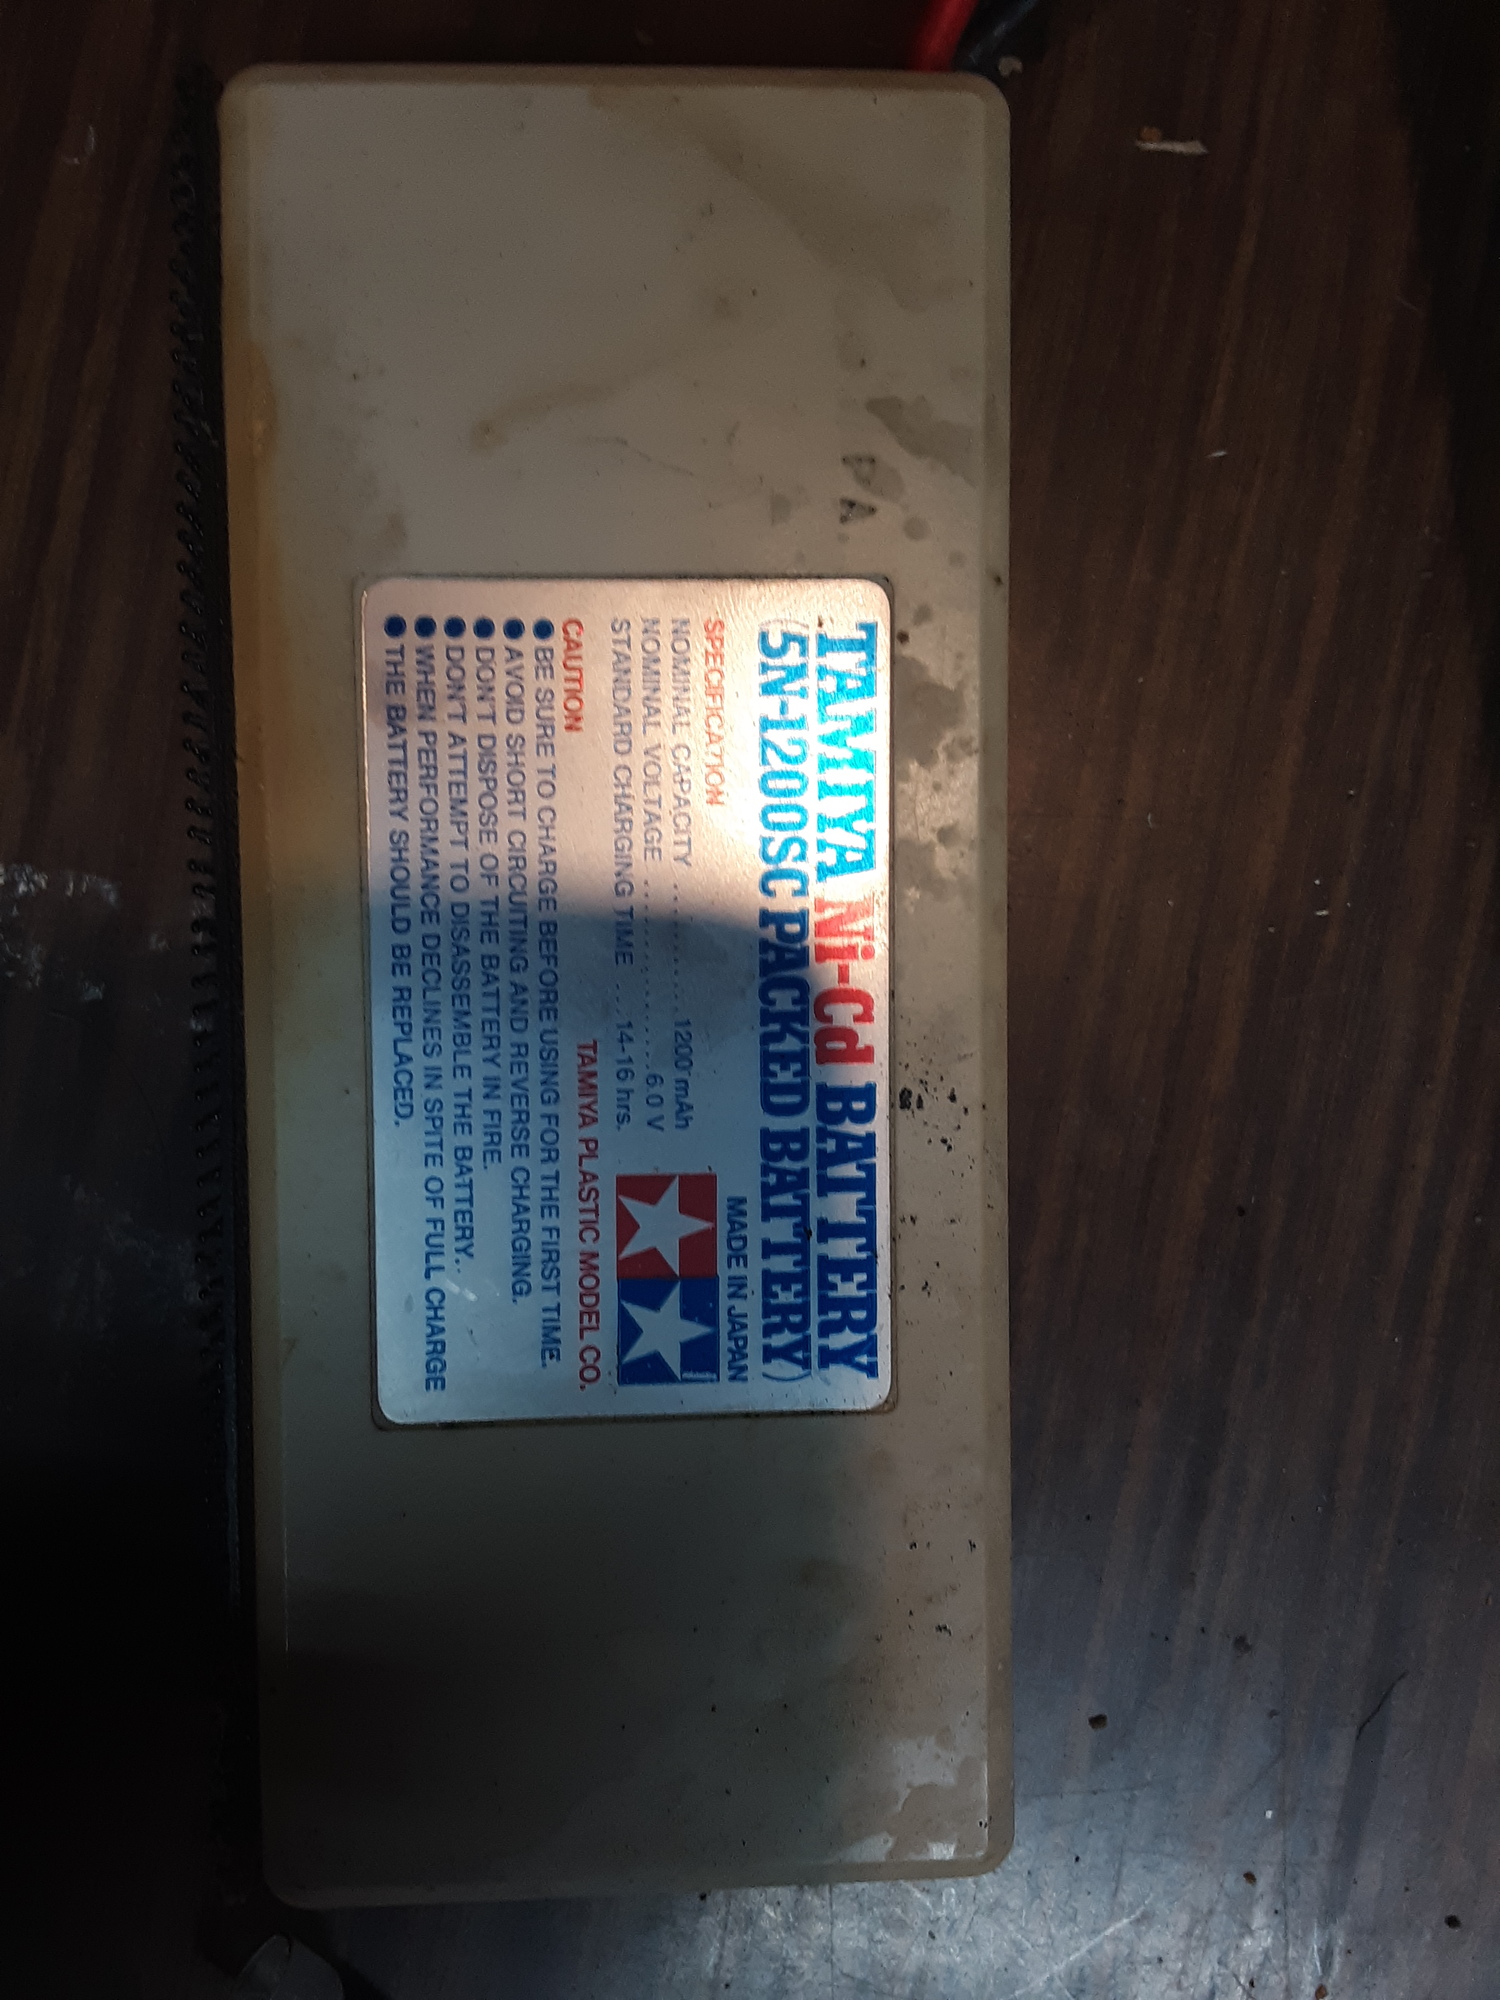 PA
TAMIYA Ni-Cd BATTERY
(5N-1200SC PACKED BATTERY)
MADE IN JAPAN
SPECIFICATION
NOMINAL CAPACITY ............ 1200 mAh
NOMINAL VOLTAGE ................ 6.0 V
STANDARD CHARGING TIME ... 14-16 hrs.
TAMIYA PLASTIC MODEL CO.
CAUTION
● BE SURE TO CHARGE BEFORE USING FOR THE FIRST TIME.
● AVOID SHORT CIRCUITING AND REVERSE CHARGING.
● DON'T DISPOSE OF THE BATTERY IN FIRE.
● DON'T ATTEMPT TO DISASSEMBLE THE BATTERY.
● WHEN PERFORMANCE DECLINES IN SPITE OF FULL CHARGE
● THE BATTERY SHOULD BE REPLACED.